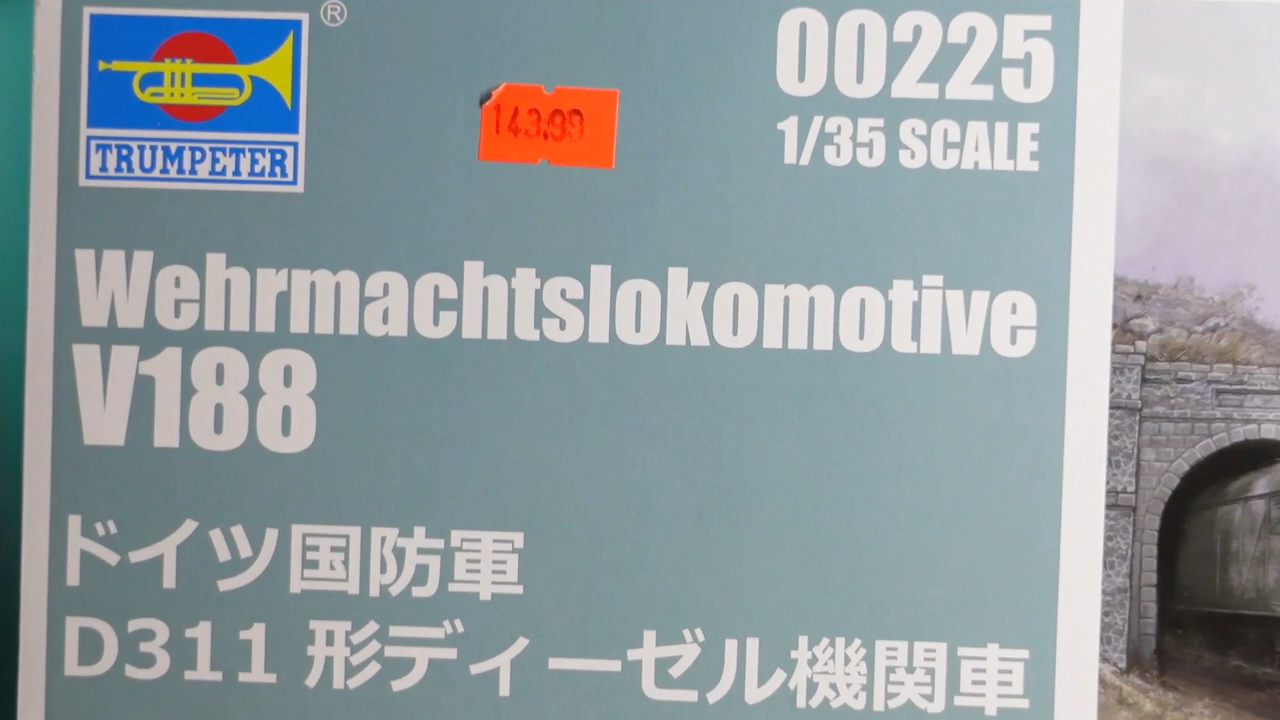 ®
TRUMPETER
143.99
00225
1/35 SCALE
Wehrmachtslokomotive
V188
ドイツ国防軍
D311 形ディーゼル機関車